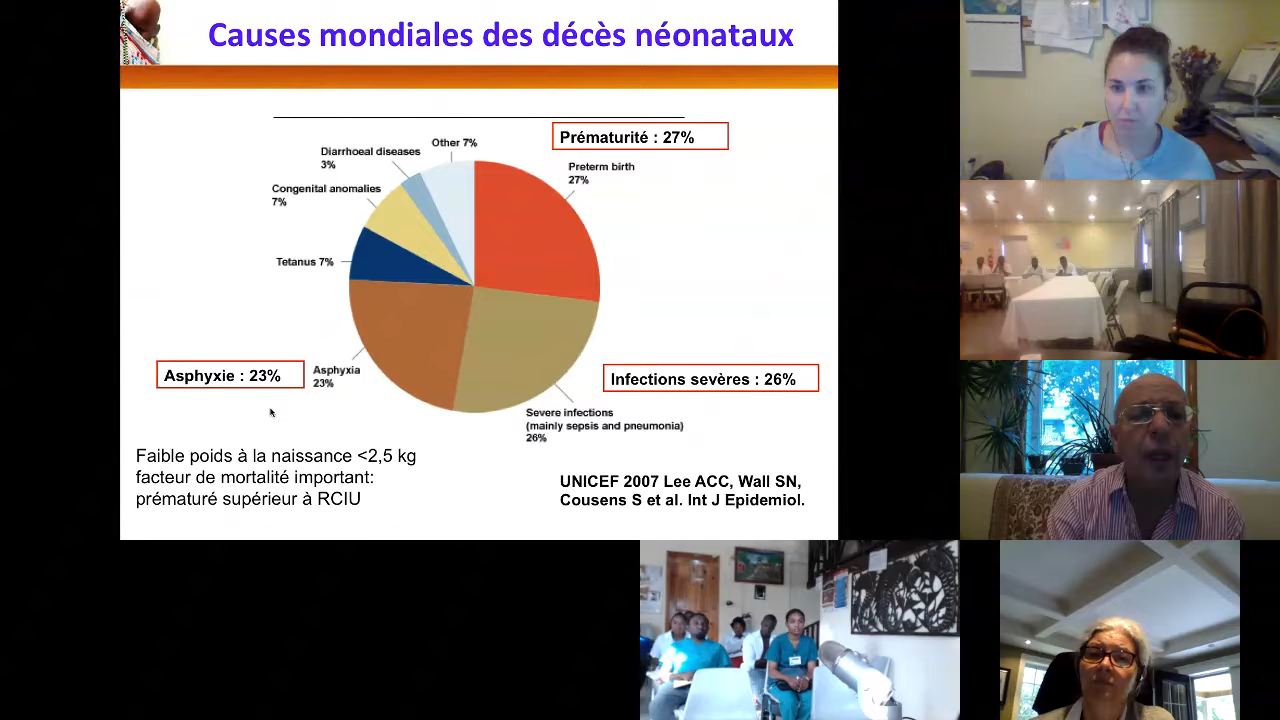 Causes mondiales des décès néonataux
Prématurité : 27%
Other 7%
Diarrhoeal diseases
3%
Preterm birth
27%
Congenital anomalies
7%
Tetanus 7%
Asphyxie : 23%
Asphyxia
23%
Infections sevères : 26%
Severe infections
(mainly sepsis and pneumonia)
26%
Faible poids à la naissance <2,5 kg
facteur de mortalité important:
prématuré supérieur à RCIU
UNICEF 2007 Lee ACC, Wall SN,
Cousens S et al. Int J Epidemiol.